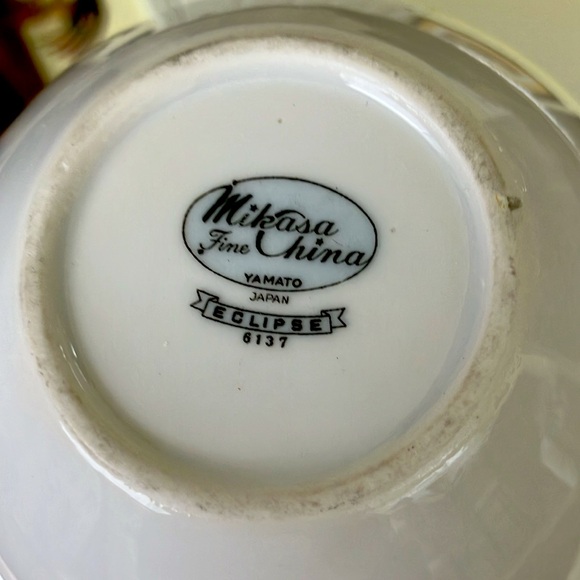 Mikasa
Fine China
YAMATO
JAPAN
ECLIPSE
6137